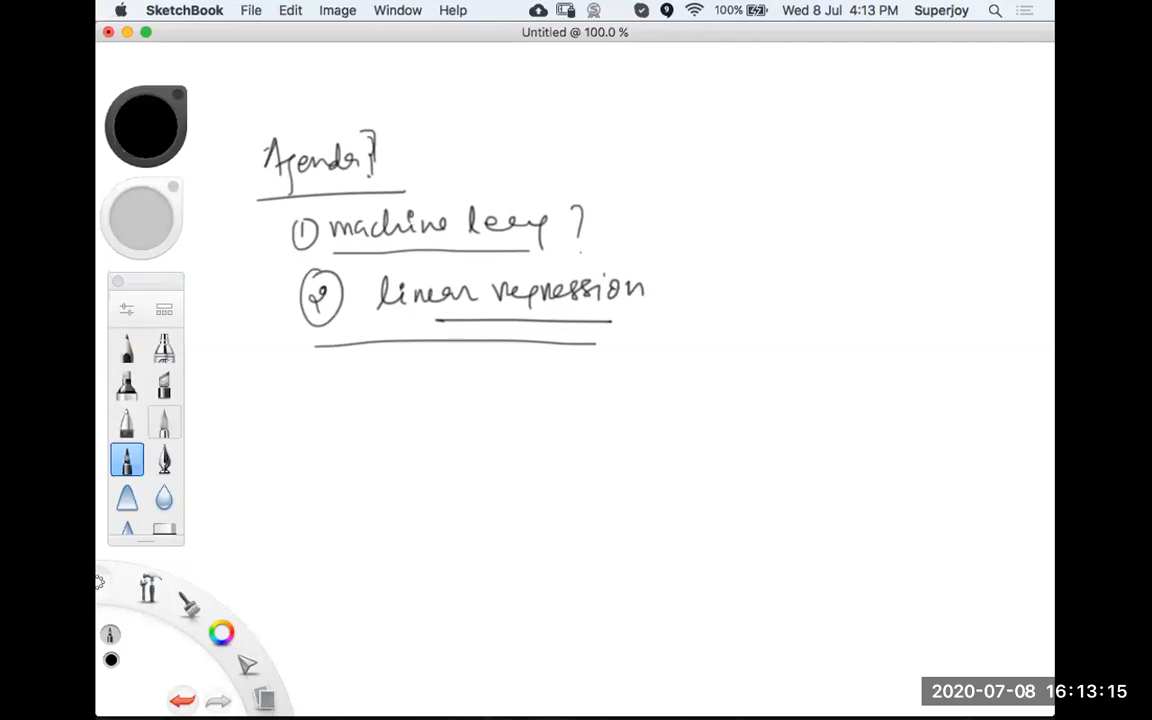 SketchBook File Edit Image Window Help 9 100% Wed 8 Jul 4:13 PM Superjoy
Untitled @ 100.0 %
Agenda
① machine ?
② linear regression
2020-07-08 16:13:15